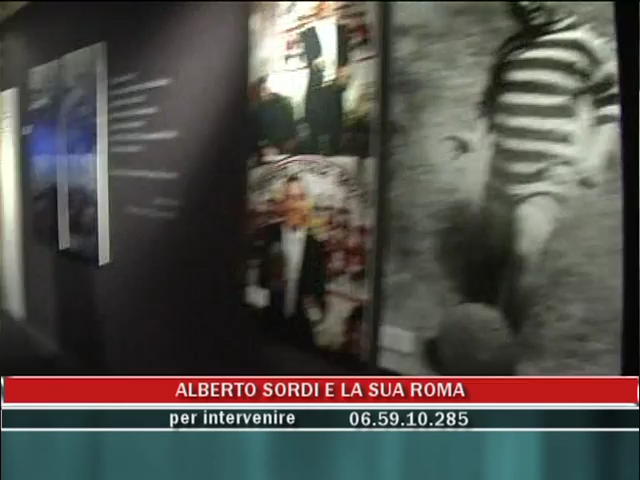 ALBERTO SORDI E LA SUA ROMA
per intervenire 06.59.10.285